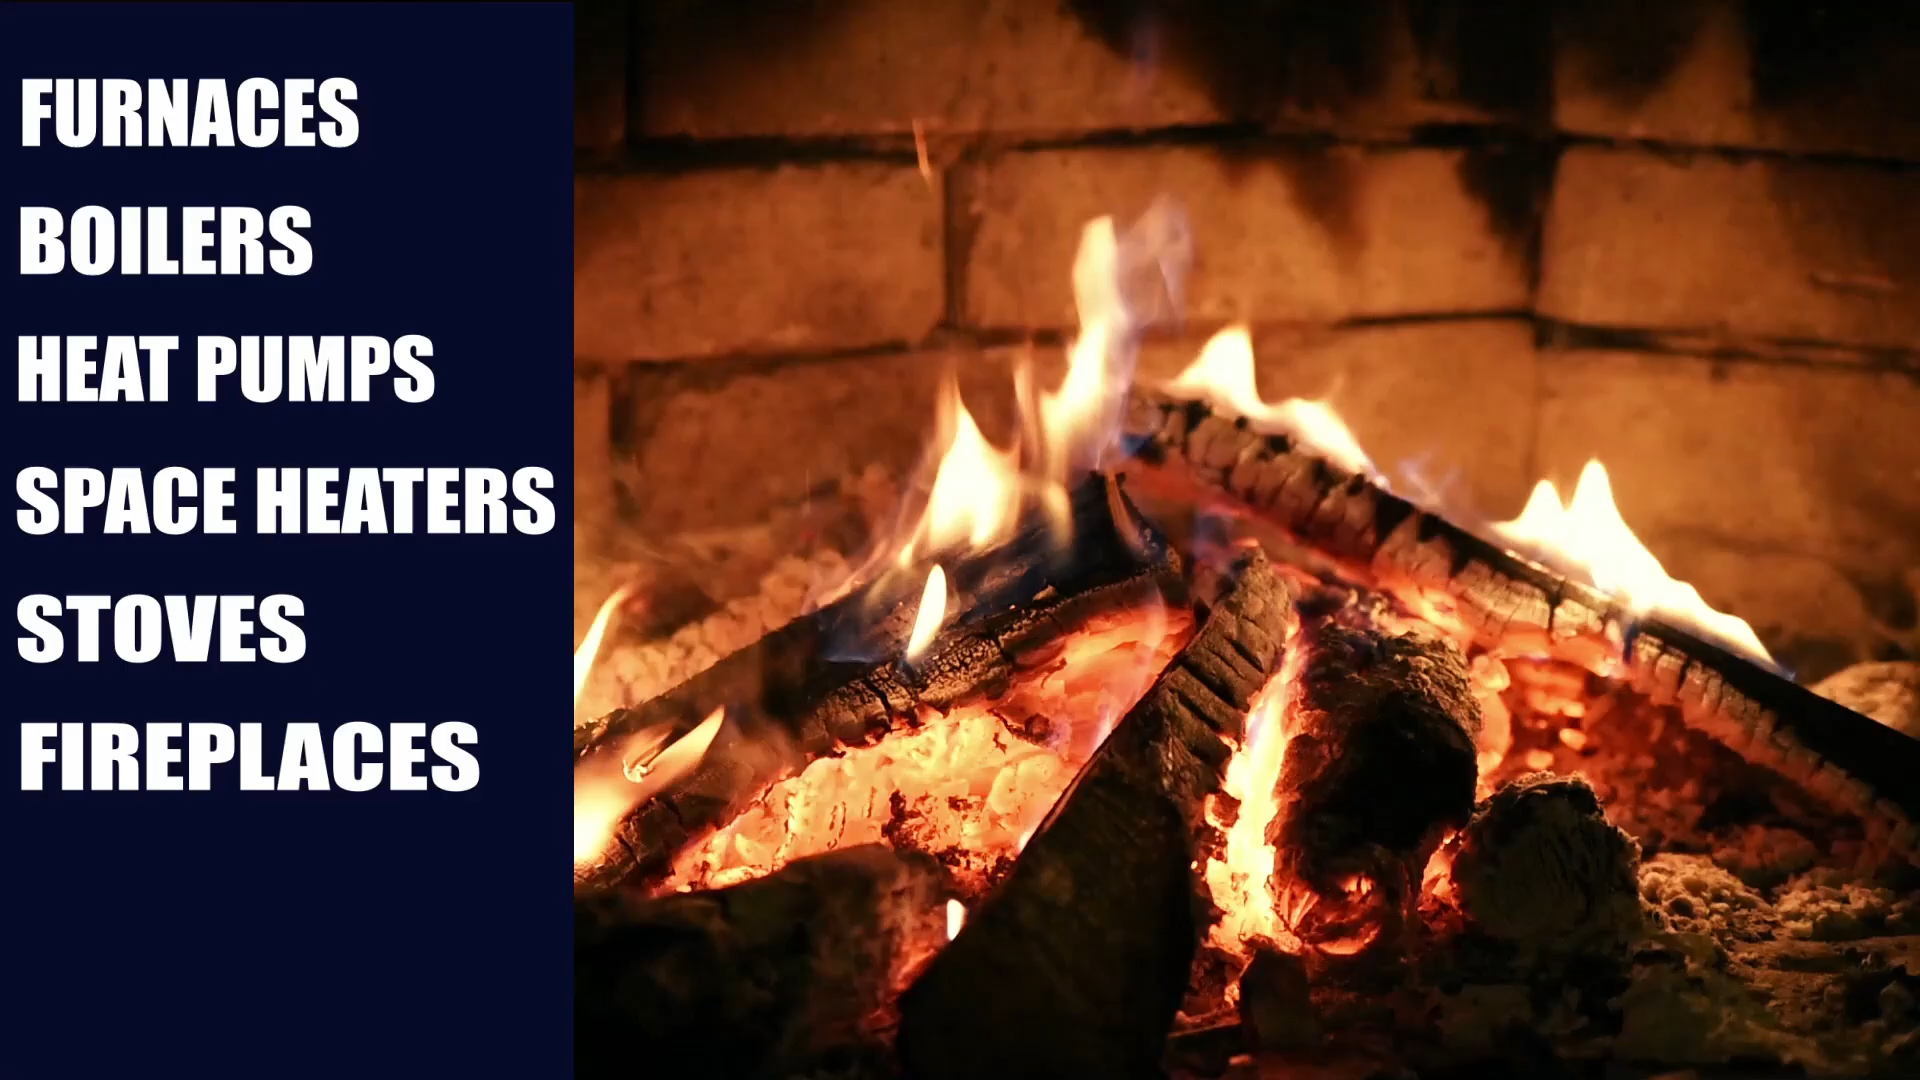 FURNACES
BOILERS
HEAT PUMPS
SPACE HEATERS
STOVES
FIREPLACES